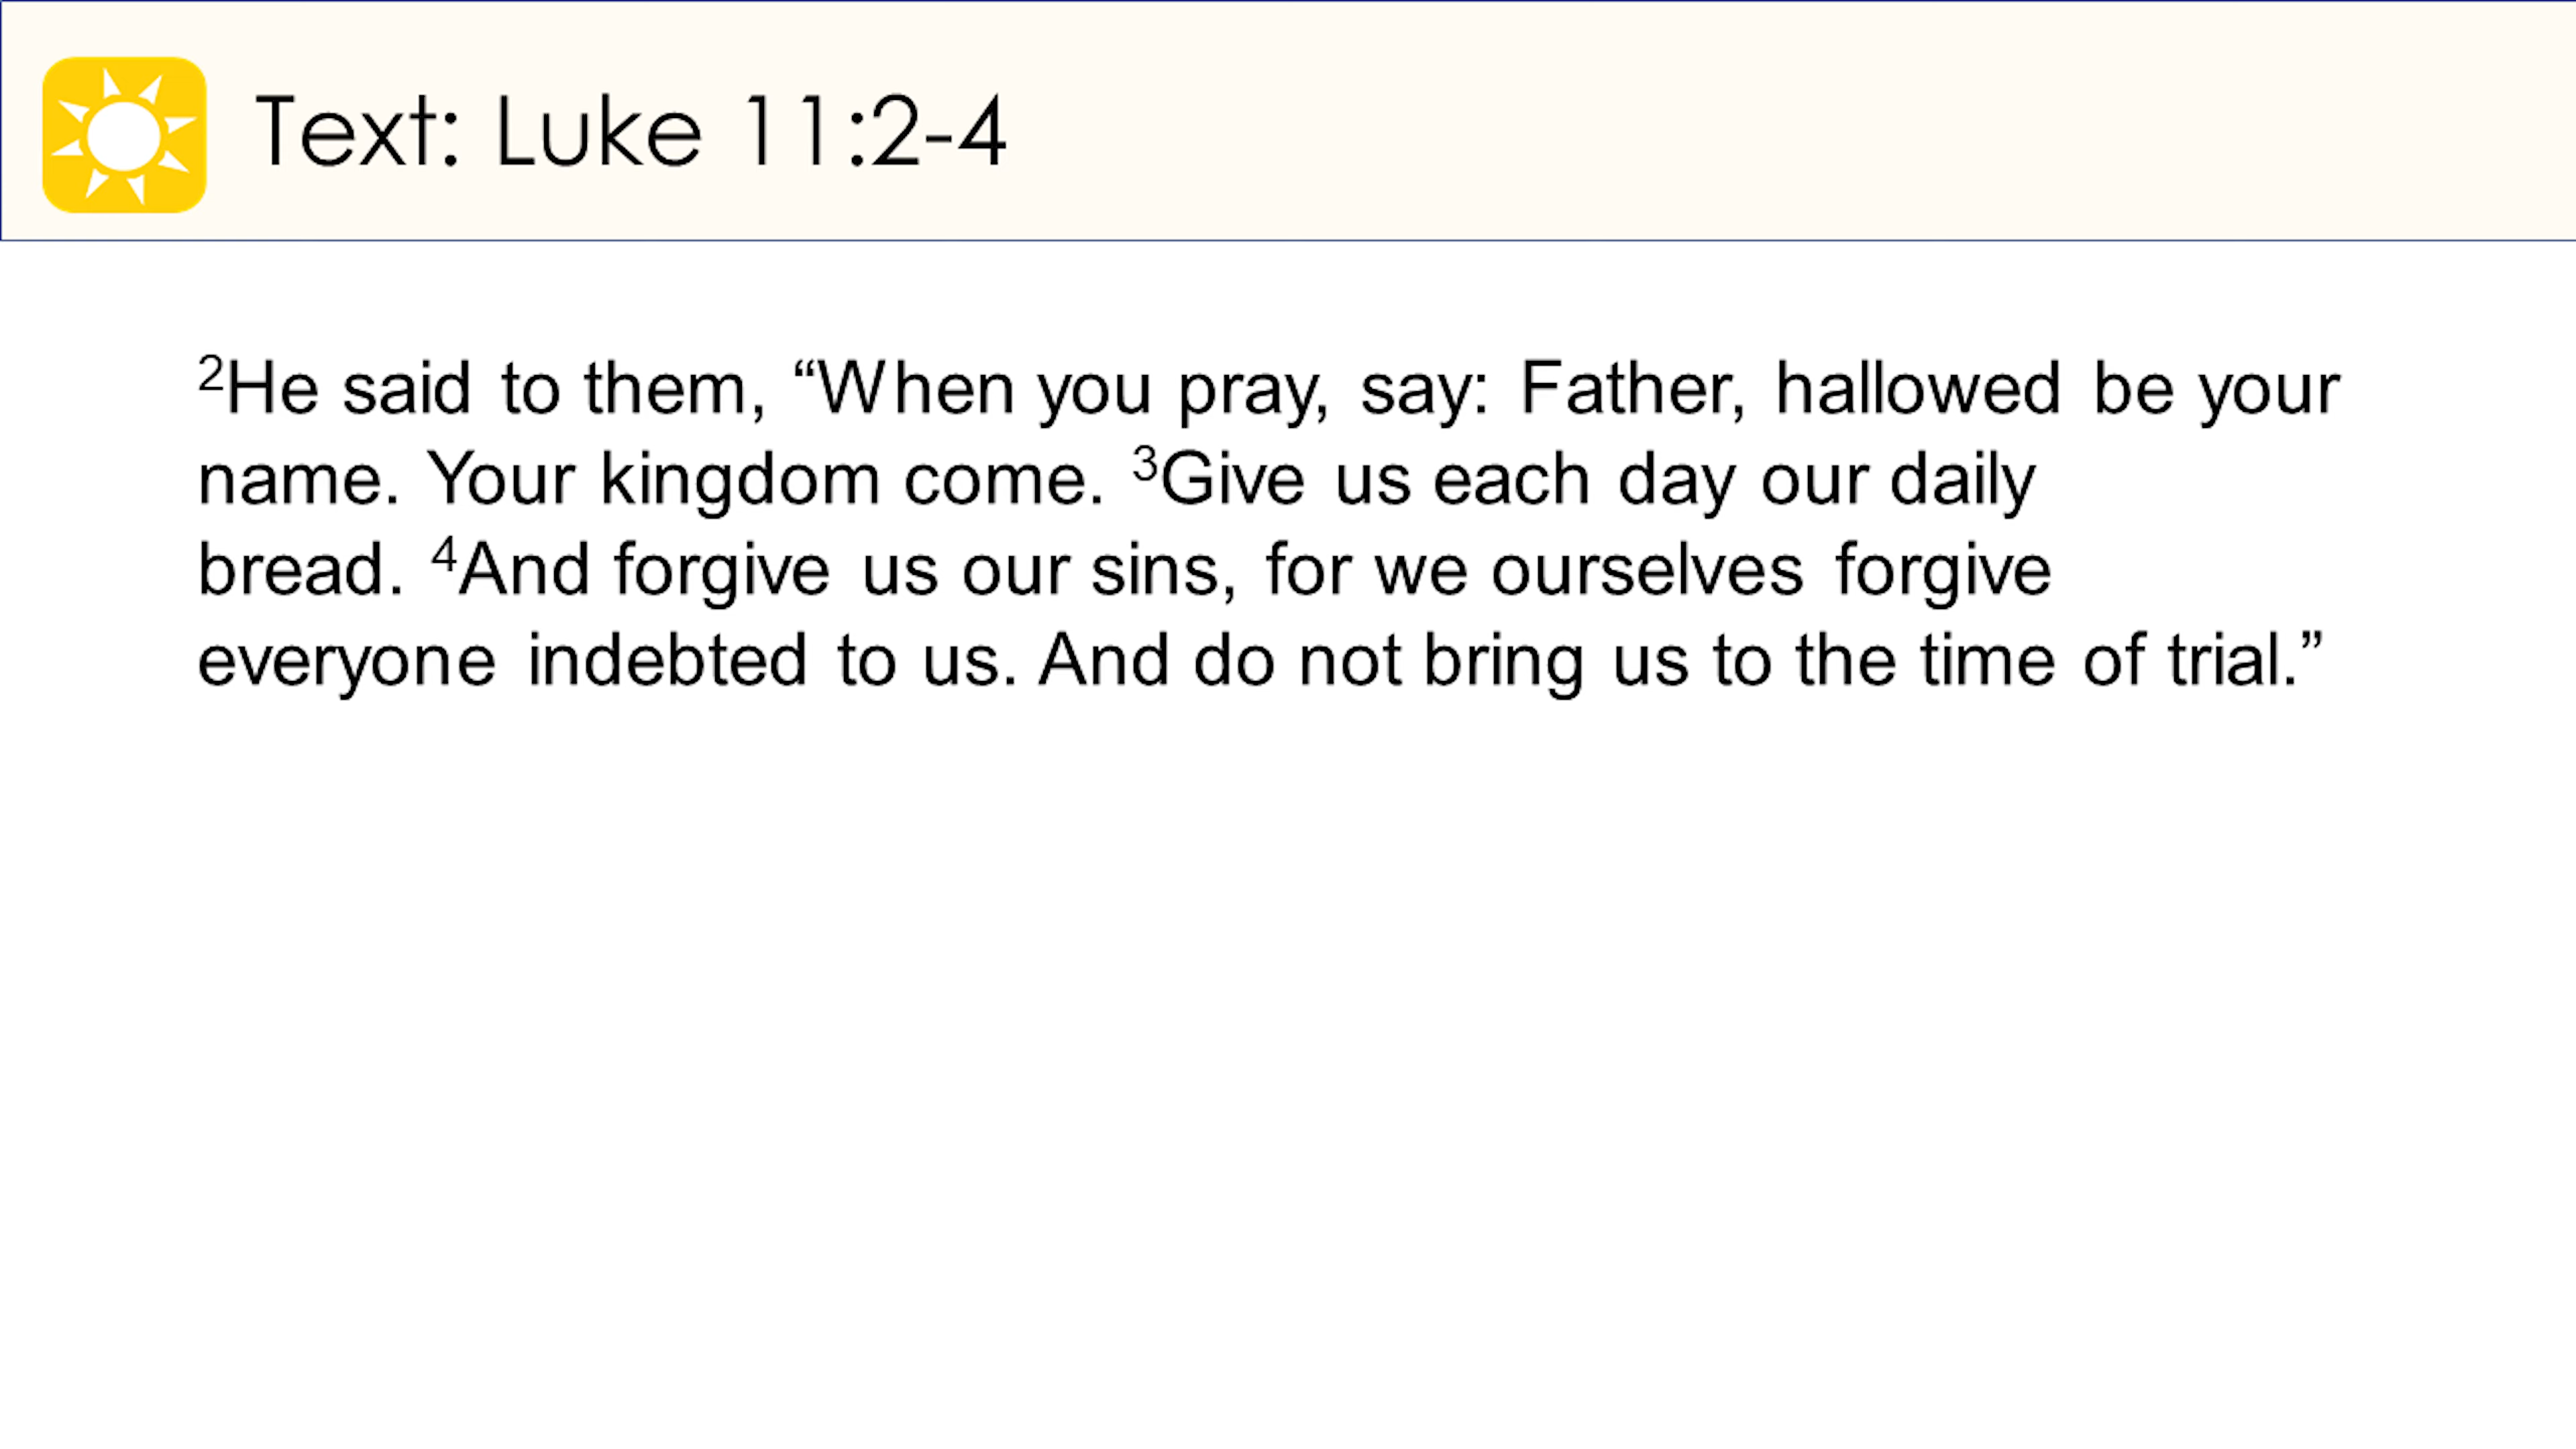 Text: Luke 11:2-4
²He said to them, “When you pray, say: Father, hallowed be your
name. Your kingdom come. ³Give us each day our daily
bread. ⁴And forgive us our sins, for we ourselves forgive
everyone indebted to us. And do not bring us to the time of trial.”